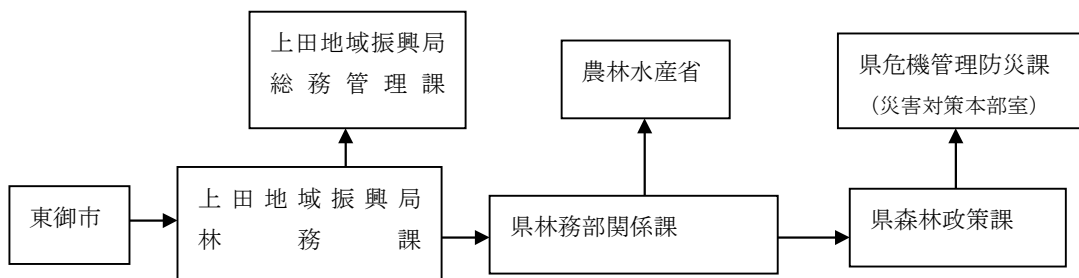 上田地域振興局
総務管理課
農林水産省
県危機管理防災課
（災害対策本部室）
東御市
上田地域振興局
林務課
県林務部関係課
県森林政策課